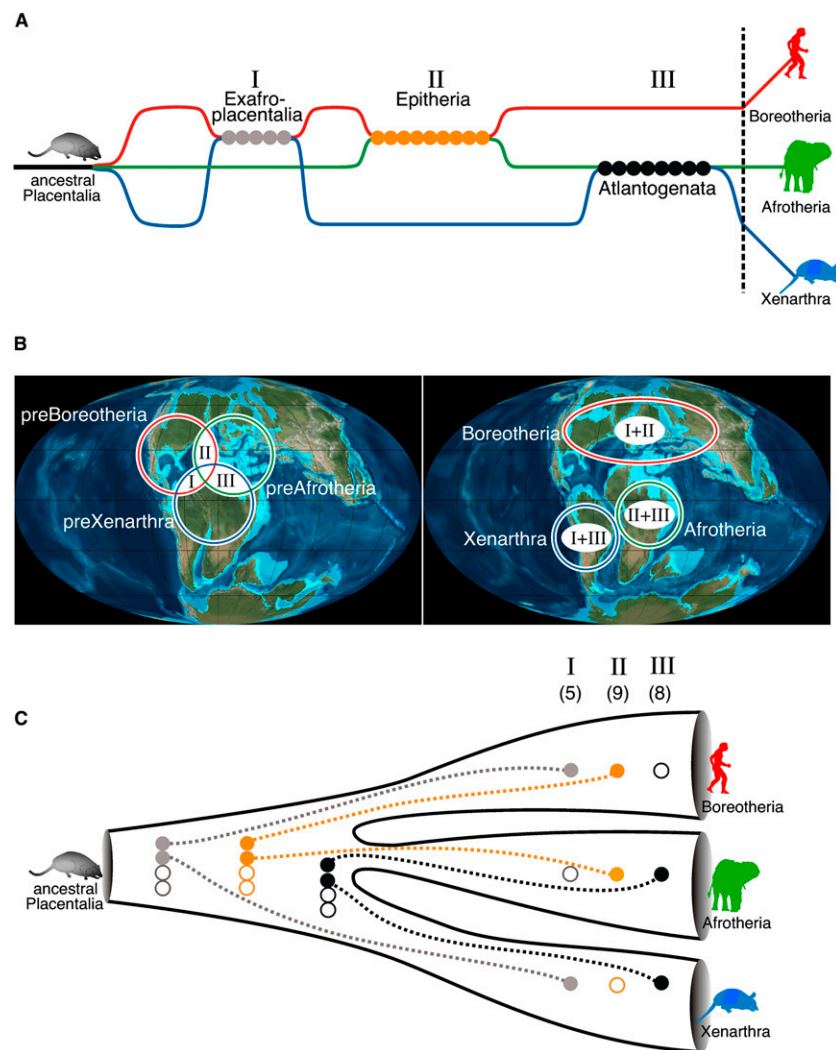 A
I
II
III
Exafro-
placentalia
Epitheria
Boreotheria
ancestral
Placentalia
Atlantogenata
Afrotheria
Xenarthra
B
preBoreotheria
II
I
III
preAfrotheria
preXenarthra
Boreotheria
I+II
II+III
Xenarthra
I+III
Afrotheria
I
II
III
(5)
(9)
(8)
C
Boreotheria
ancestral
Placentalia
Afrotheria
Xenarthra